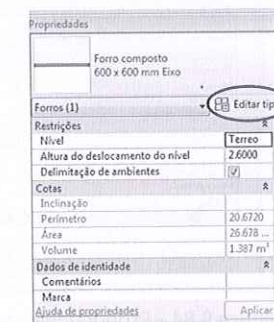 Propriedades
Forro composto
600 x 600 mm Eixo
Forros (1)
Editar tip
Restrições
Nível Terreo
Altura do deslocamento do nível 2.6000
Delimitação de ambientes
Cotas
Inclinação
Perímetro 20.6720
Área 26.678 ...
Volume 1.387 m³
Dados de identidade
Comentários
Marca
Ajuda de propriedades Aplicar